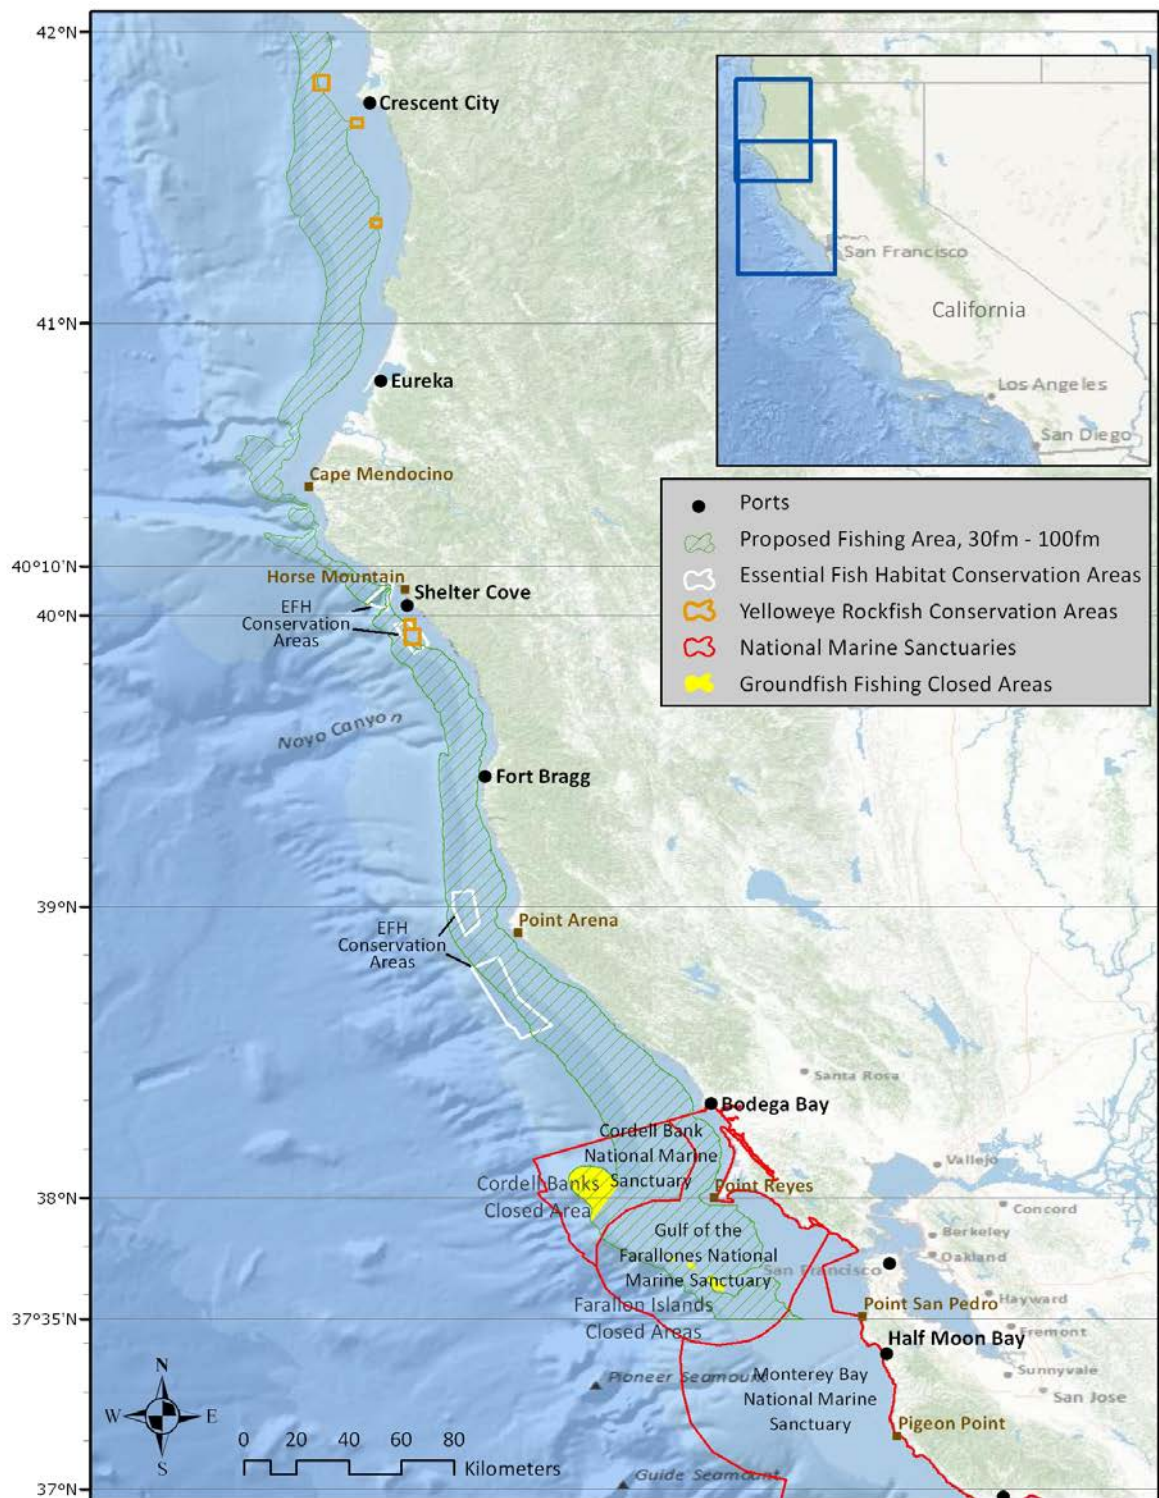 42°N
Crescent City
San Francisco
California
Los Angeles
San Diego
41°N
Eureka
Cape Mendocino
Ports
Proposed Fishing Area, 30fm - 100fm
Essential Fish Habitat Conservation Areas
Yelloweye Rockfish Conservation Areas
National Marine Sanctuaries
Groundfish Fishing Closed Areas
40°10'N
Horse Mountain
Shelter Cove
EFH
Conservation
Areas
40°N
Noyo Canyon
Fort Bragg
39°N
Point Arena
EFH
Conservation
Areas
Santa Rosa
Bodega Bay
Cordell Bank
National Marine
Sanctuary
Vallejo
Cordell Banks
Closed Area
Point Reyes
38°N
Concord
Gulf of the
Farallones National
Marine Sanctuary
Berkeley
Oakland
San Francisco
Farallon Islands
Closed Areas
Hayward
Point San Pedro
37°35'N
Fremont
Half Moon Bay
Pioneer Seamount
Sunnyvale
Monterey Bay
National Marine
Sanctuary
San Jose
Pigeon Point
N
W E
S
0 20 40 60 80
Kilometers
Guide Seamount
37°N